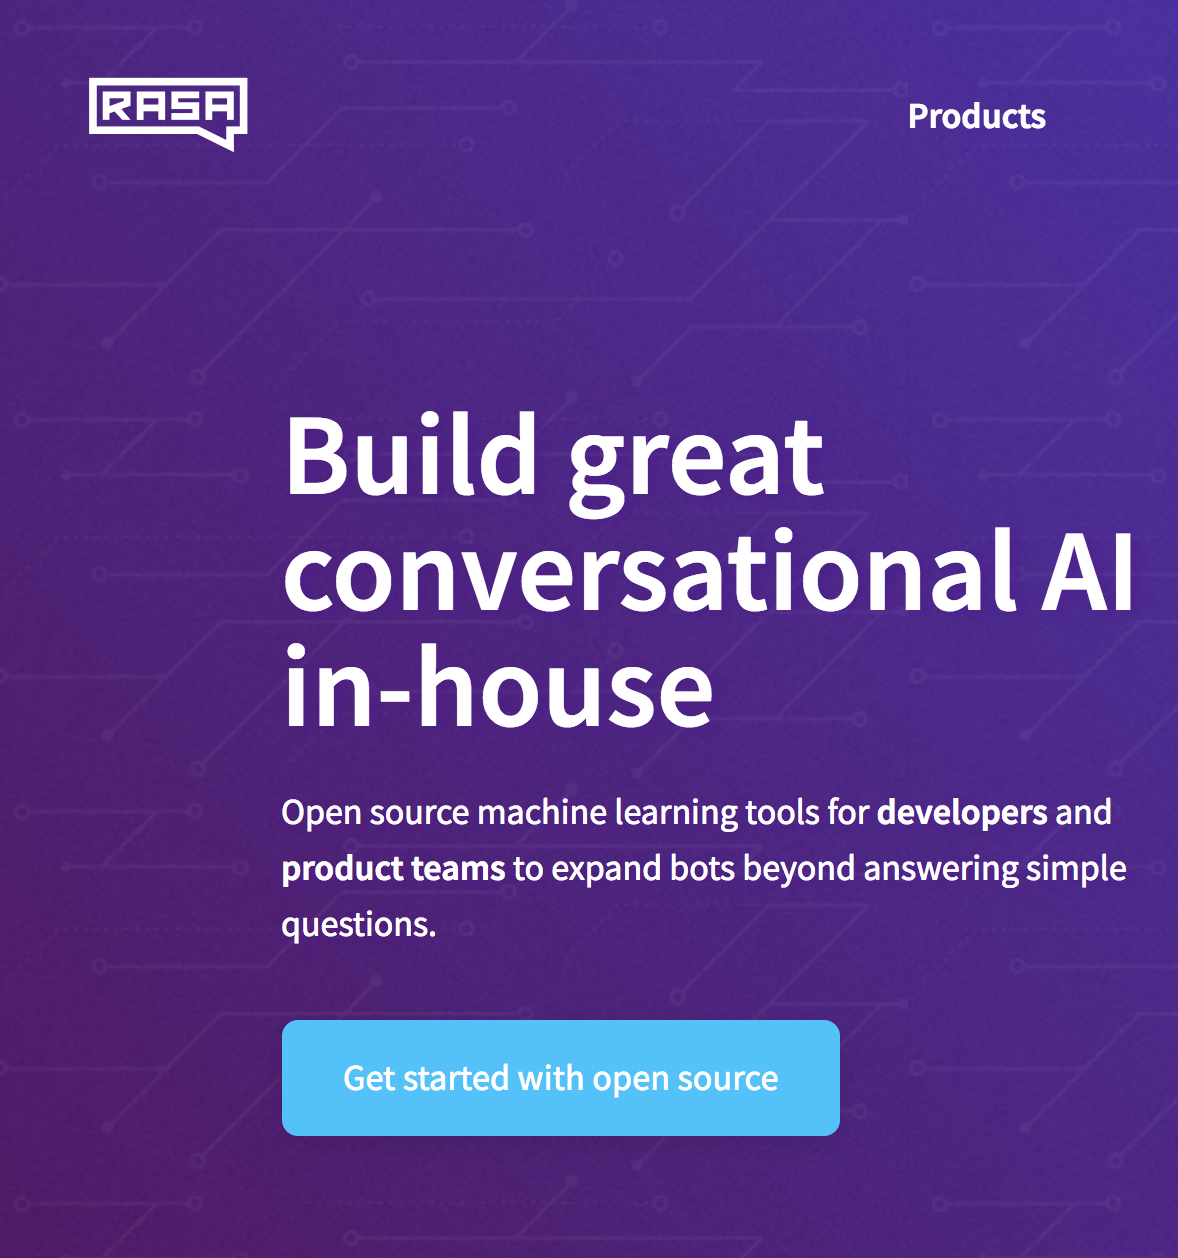 RASA
Products
Build great
conversational AI
in-house
Open source machine learning tools for developers and
product teams to expand bots beyond answering simple
questions.
Get started with open source